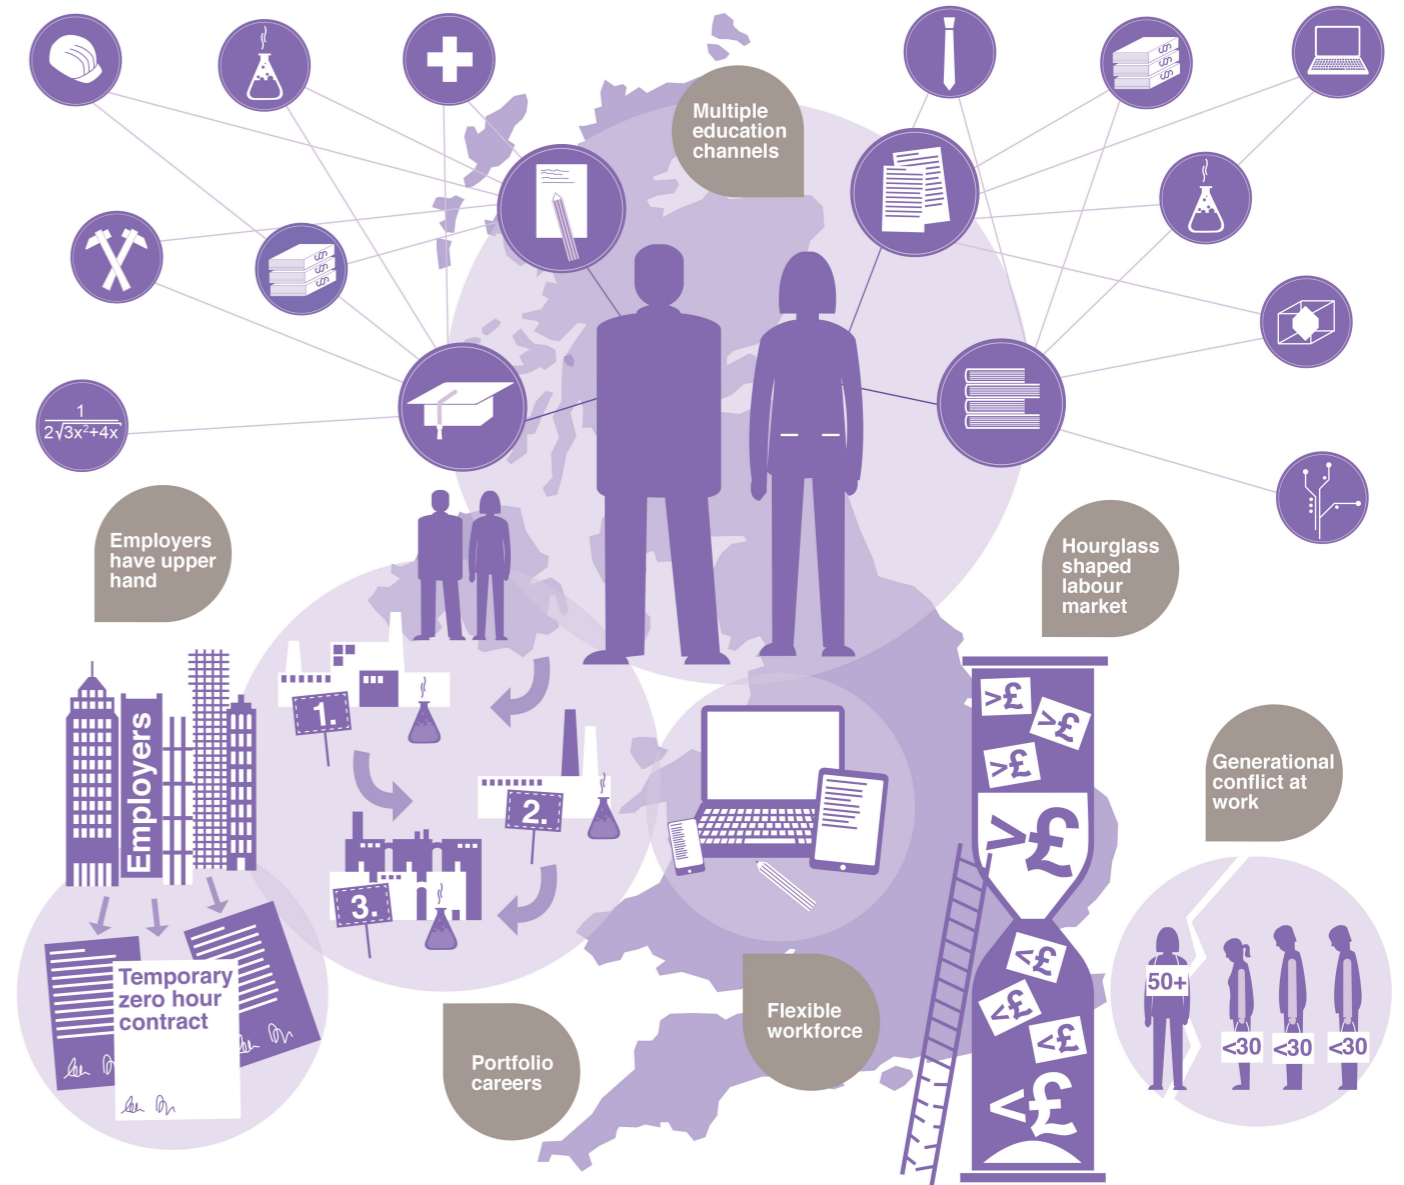 Multiple
education
channels
§
§
§
§
§
§
1
2√3x²+4x
Employers
have upper
hand
Hourglass
shaped
labour
market
Employers
1.
2.
3.
>£
>£
>£
>£
Generational
conflict at
work
Temporary
zero hour
contract
<£
<£
<£
<£
<£
50+
<30
<30
<30
Flexible
workforce
Portfolio
careers